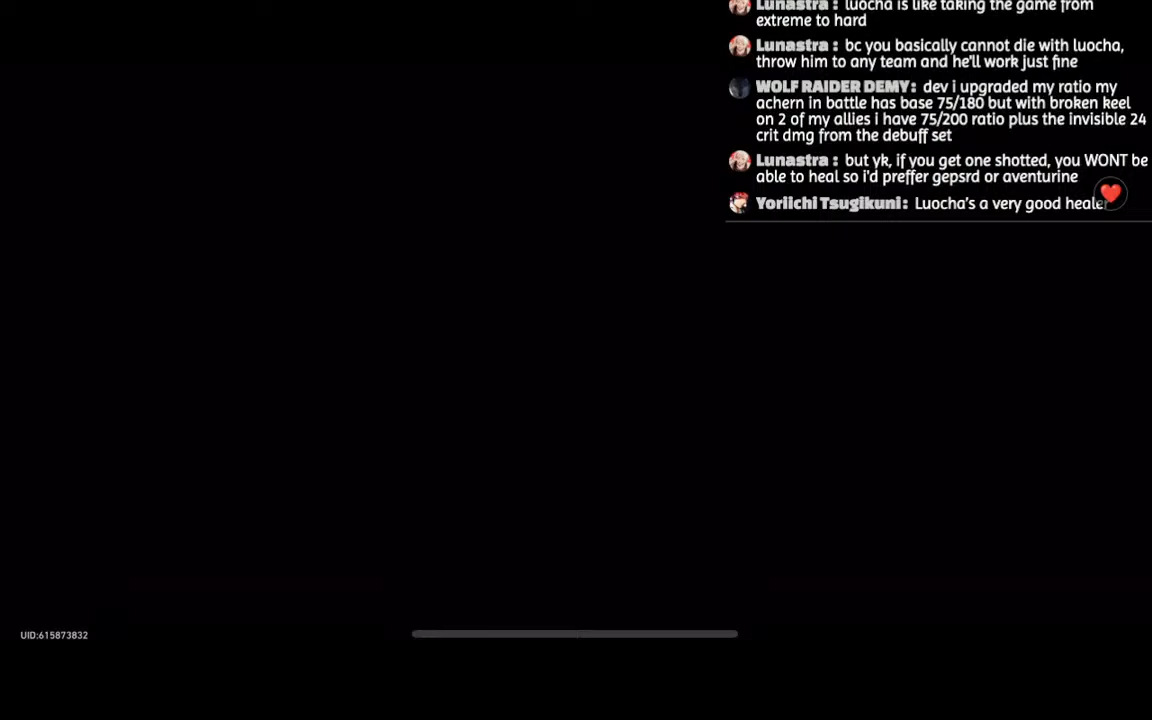 Lunastra : luocha is like taking the game from
extreme to hard
Lunastra : bc you basically cannot die with luocha,
throw him to any team and he'll work just fine
WOLF RAIDER DEMY: dev i upgraded my ratio my
achern in battle has base 75/180 but with broken keel
on 2 of my allies i have 75/200 ratio plus the invisible 24
crit dmg from the debuff set
Lunastra : but yk, if you get one shotted, you WONT be
able to heal so i'd preffer gepsrd or aventurine
Yoriichi Tsugikuni: Luocha's a very good healer
UID:615873832